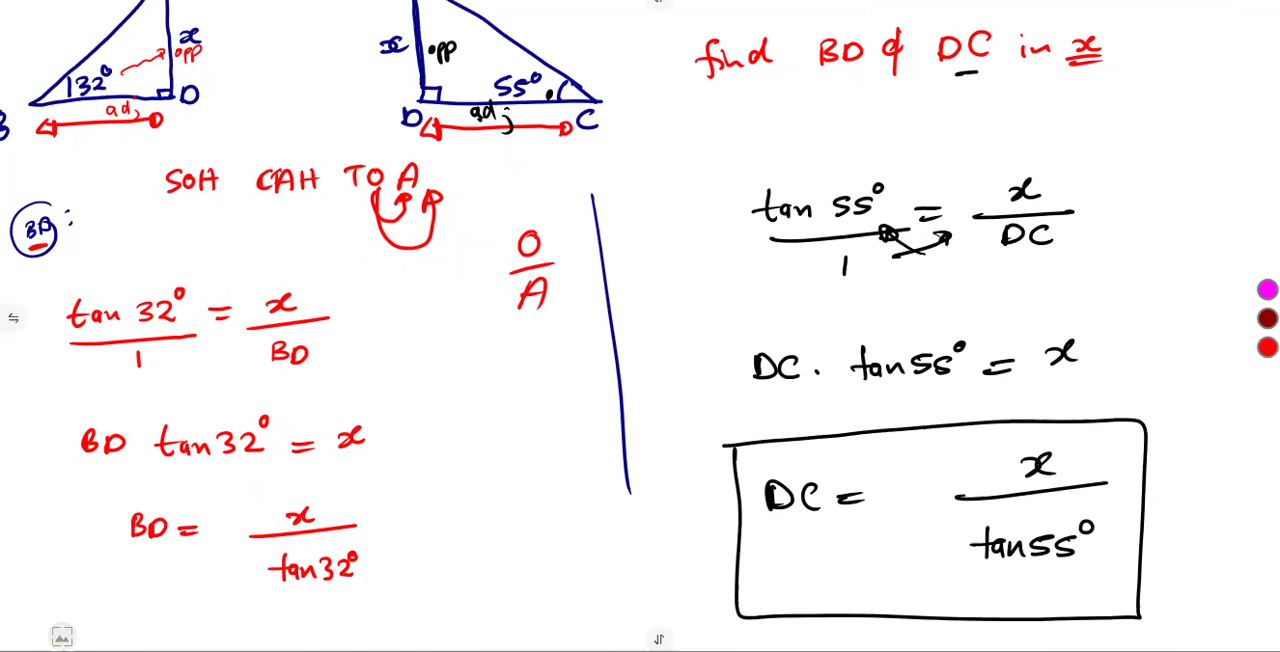 x
opp
132°
D
adj
x
opp
55°
D
adj
C
SOH CAH TOA
A
BD:
O
A
tan 32° = x
1 BD
BD tan 32° = x
BD = x
tan 32°
find BD & DC in x
tan 55° = x
1 DC
DC . tan 55° = x
DC = x
tan 55°